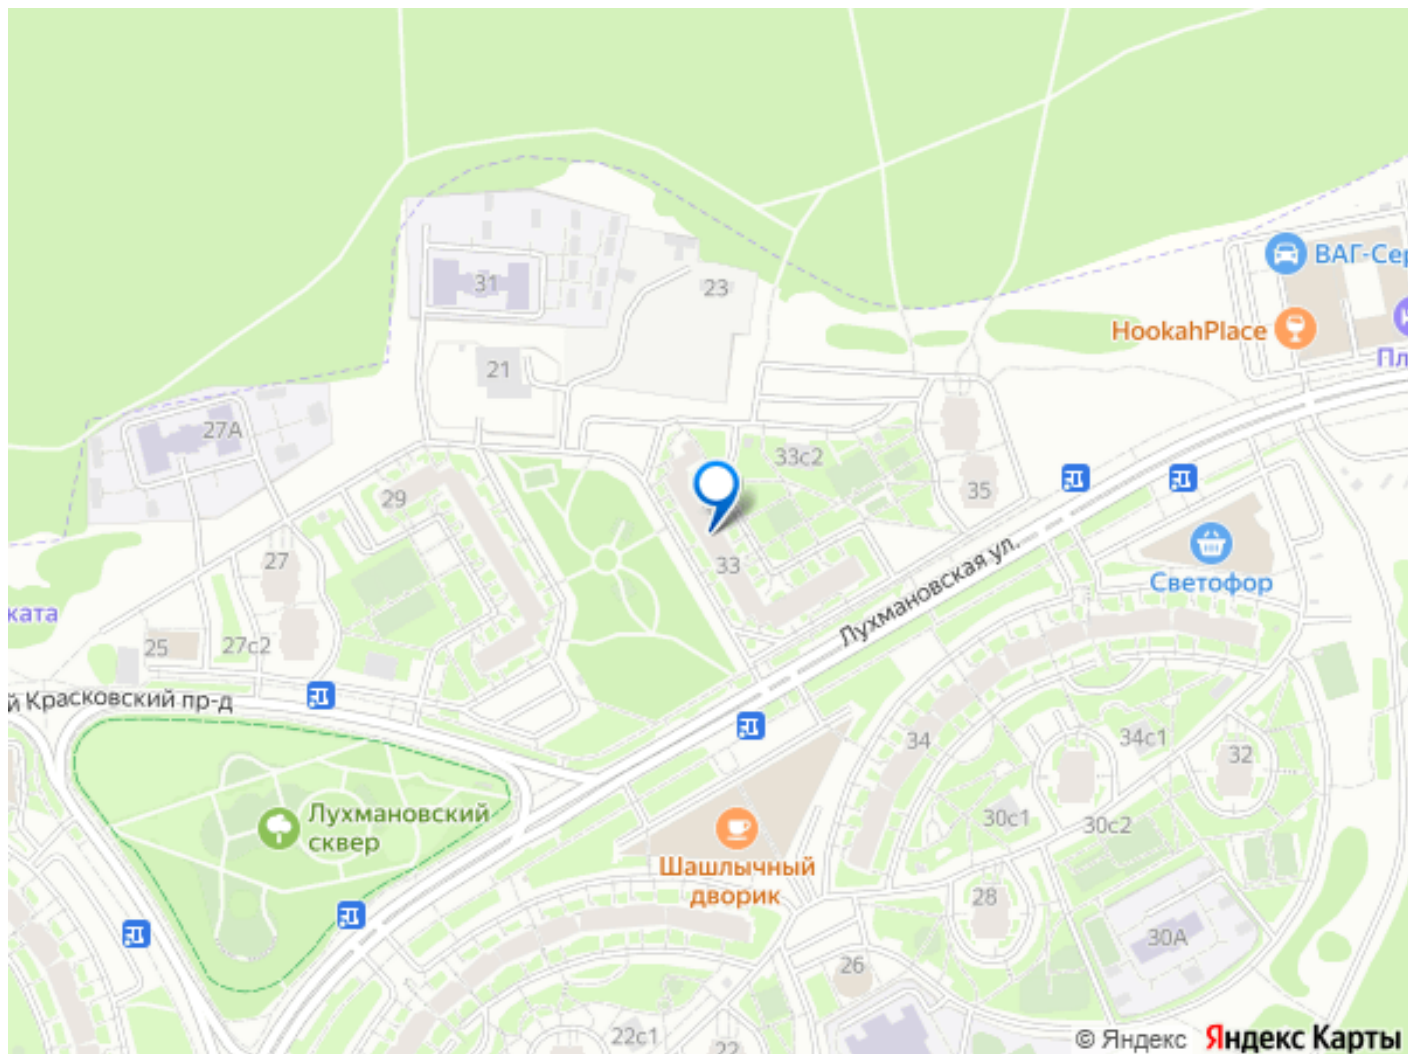 ВАГ-Сер
31
23
HookahPlace
Пл
21
27А
33с2
35
29
27
33
Лухмановская ул.
Светофор
ката
25
27с2
й Красковский пр-д
34
34с1
32
Лухмановский
сквер
30с1
30с2
Шашлычный
дворик
28
30А
26
22с1
22
© Яндекс Яндекс Карты